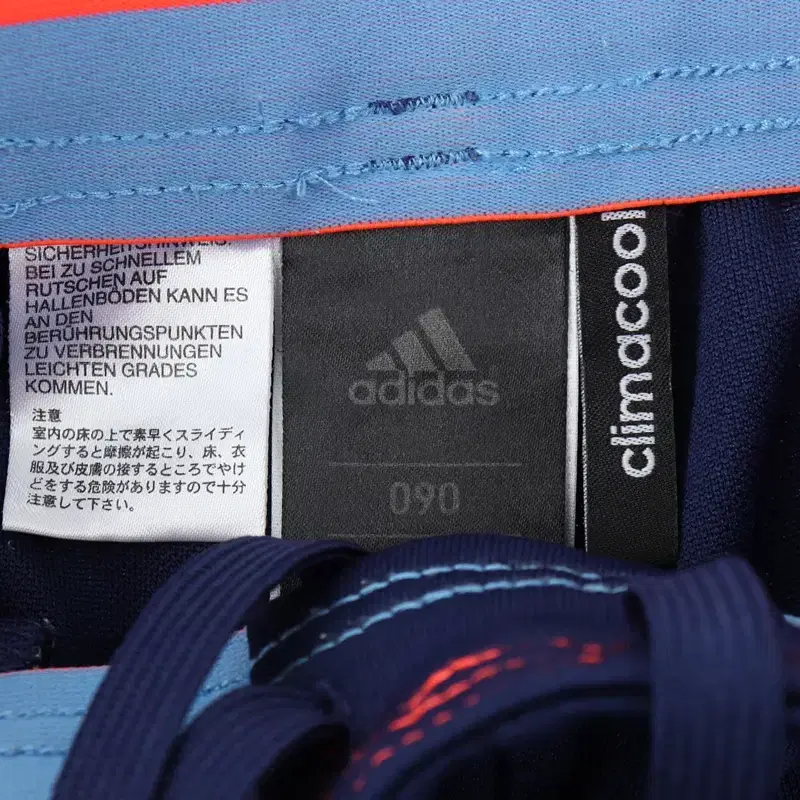 SICHERHEITSHINWEIS:
BEI ZU SCHNELLEM
RUTSCHEN AUF
HALLENBÖDEN KANN ES
AN DEN
BERÜHRUNGSPUNKTEN
ZU VERBRENNUNGEN
LEICHTEN GRADES
KOMMEN.
注意
室内の床の上で素早くスライディ
ングすると摩擦が起こり、床、衣
服及び皮膚の接するところでやけ
どをする危険がありますので十分
注意して下さい。
adidas
090
climacool